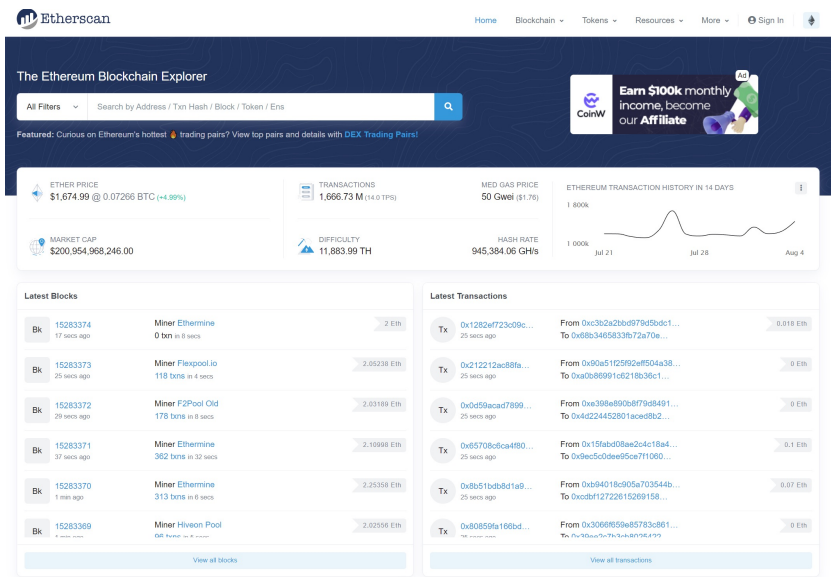 Etherscan
Home Blockchain Tokens Resources More Sign In
The Ethereum Blockchain Explorer
All Filters Search by Address / Txn Hash / Block / Token / Ens
Featured: Curious on Ethereum's hottest 🔥 trading pairs? View top pairs and details with DEX Trading Pairs!
Ad
CoinW
Earn $100k monthly
income, become
our Affiliate
ETHER PRICE
$1,674.99 @ 0.07266 BTC (+4.99%)
MARKET CAP
$200,954,968,246.00
TRANSACTIONS
1,666.73 M (14.0 TPS)
MED GAS PRICE
50 Gwei ($1.76)
DIFFICULTY
11,883.99 TH
HASH RATE
945,384.06 GH/s
ETHEREUM TRANSACTION HISTORY IN 14 DAYS
1 800k
1 000k
Jul 21 Jul 28 Aug 4
Latest Blocks
Bk 15283374 Miner Ethermine 2 Eth
17 secs ago 0 txn in 8 secs
Bk 15283373 Miner Flexpool.io 2.05238 Eth
25 secs ago 118 txns in 4 secs
Bk 15283372 Miner F2Pool Old 2.03189 Eth
29 secs ago 178 txns in 8 secs
Bk 15283371 Miner Ethermine 2.10998 Eth
37 secs ago 362 txns in 32 secs
Bk 15283370 Miner Ethermine 2.25358 Eth
1 min ago 313 txns in 6 secs
Bk 15283369 Miner Hiveon Pool 2.02556 Eth
View all blocks
Latest Transactions
Tx 0x1282ef723c09c... From 0xc3b2a2bbd979d5bdc1... 0.018 Eth
25 secs ago To 0x68b3465833fb72a70e...
Tx 0x212212ac88fa... From 0x90a51f25f92eff504a38... 0 Eth
25 secs ago To 0xa0b86991c6218b36c1...
Tx 0x0d59acad7899... From 0xe398e890b8f79d8491... 0 Eth
25 secs ago To 0x4d224452801aced8b2...
Tx 0x65708c6ca4f80... From 0x15fabd08ae2c4c18a4... 0.1 Eth
25 secs ago To 0x9ec5c0dee95ce7f1060...
Tx 0x8b51bdb8d1a9... From 0xb94018c905a703544b... 0.07 Eth
25 secs ago To 0xcdbf12722615269158...
Tx 0x80859fa166bd... From 0x3066f659e85783c861... 0 Eth
View all transactions